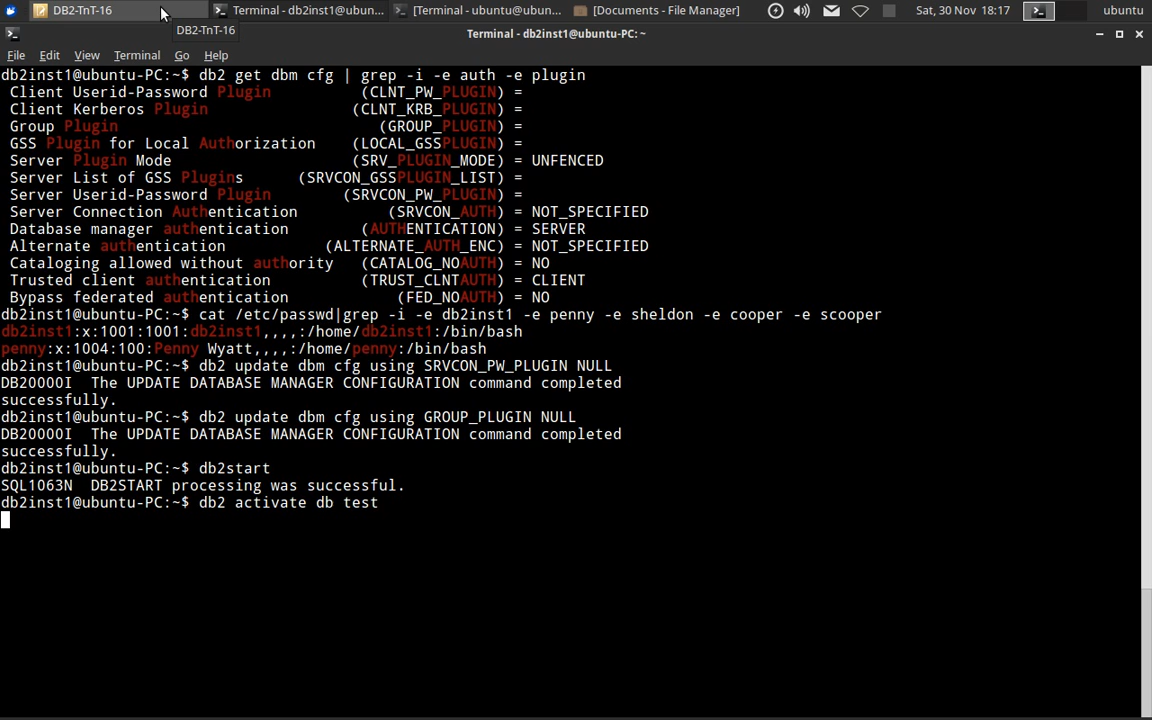 DB2-TnT-16 Terminal - db2inst1@ubun... [Terminal - ubuntu@ubun... [Documents - File Manager] Sat, 30 Nov 18:17 ubuntu
DB2-TnT-16
Terminal - db2inst1@ubuntu-PC: ~
File Edit View Terminal Go Help
db2inst1@ubuntu-PC:~$ db2 get dbm cfg | grep -i -e auth -e plugin
Client Userid-Password Plugin (CLNT_PW_PLUGIN) =
Client Kerberos Plugin (CLNT_KRB_PLUGIN) =
Group Plugin (GROUP_PLUGIN) =
GSS Plugin for Local Authorization (LOCAL_GSSPLUGIN) =
Server Plugin Mode (SRV_PLUGIN_MODE) = UNFENCED
Server List of GSS Plugins (SRVCON_GSSPLUGIN_LIST) =
Server Userid-Password Plugin (SRVCON_PW_PLUGIN) =
Server Connection Authentication (SRVCON_AUTH) = NOT_SPECIFIED
Database manager authentication (AUTHENTICATION) = SERVER
Alternate authentication (ALTERNATE_AUTH_ENC) = NOT_SPECIFIED
Cataloging allowed without authority (CATALOG_NOAUTH) = NO
Trusted client authentication (TRUST_CLNTAUTH) = CLIENT
Bypass federated authentication (FED_NOAUTH) = NO
db2inst1@ubuntu-PC:~$ cat /etc/passwd|grep -i -e db2inst1 -e penny -e sheldon -e cooper -e scooper
db2inst1:x:1001:1001:db2inst1,,,,:/home/db2inst1:/bin/bash
penny:x:1004:100:Penny Wyatt,,,,:/home/penny:/bin/bash
db2inst1@ubuntu-PC:~$ db2 update dbm cfg using SRVCON_PW_PLUGIN NULL
DB20000I  The UPDATE DATABASE MANAGER CONFIGURATION command completed
successfully.
db2inst1@ubuntu-PC:~$ db2 update dbm cfg using GROUP_PLUGIN NULL
DB20000I  The UPDATE DATABASE MANAGER CONFIGURATION command completed
successfully.
db2inst1@ubuntu-PC:~$ db2start
SQL1063N  DB2START processing was successful.
db2inst1@ubuntu-PC:~$ db2 activate db test